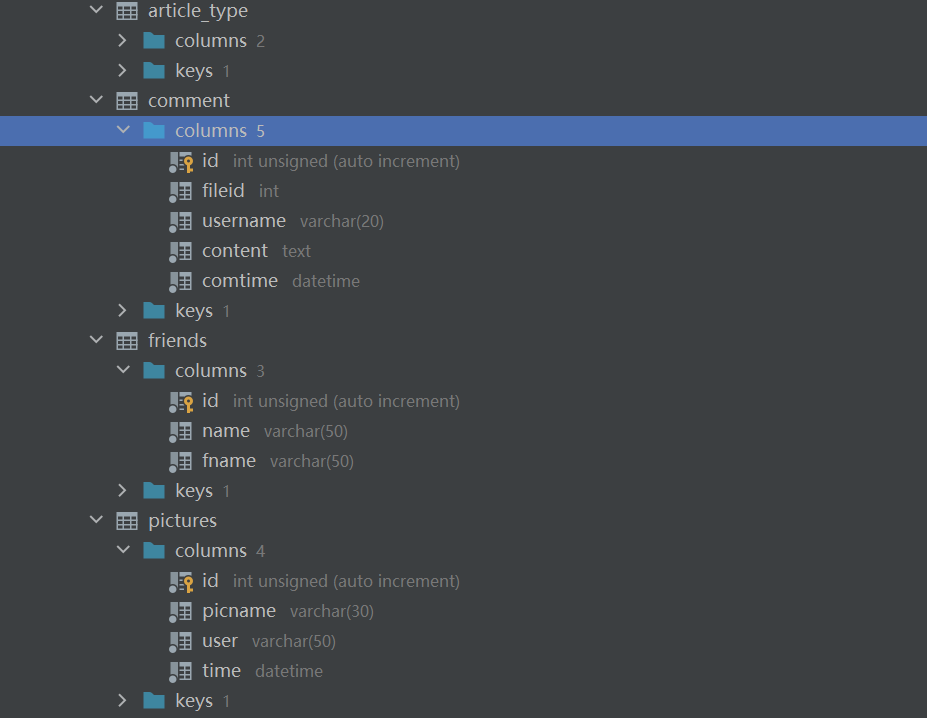 article_type
columns 2
keys 1
comment
columns 5
id int unsigned (auto increment)
fileid int
username varchar(20)
content text
comtime datetime
keys 1
friends
columns 3
id int unsigned (auto increment)
name varchar(50)
fname varchar(50)
keys 1
pictures
columns 4
id int unsigned (auto increment)
picname varchar(30)
user varchar(50)
time datetime
keys 1